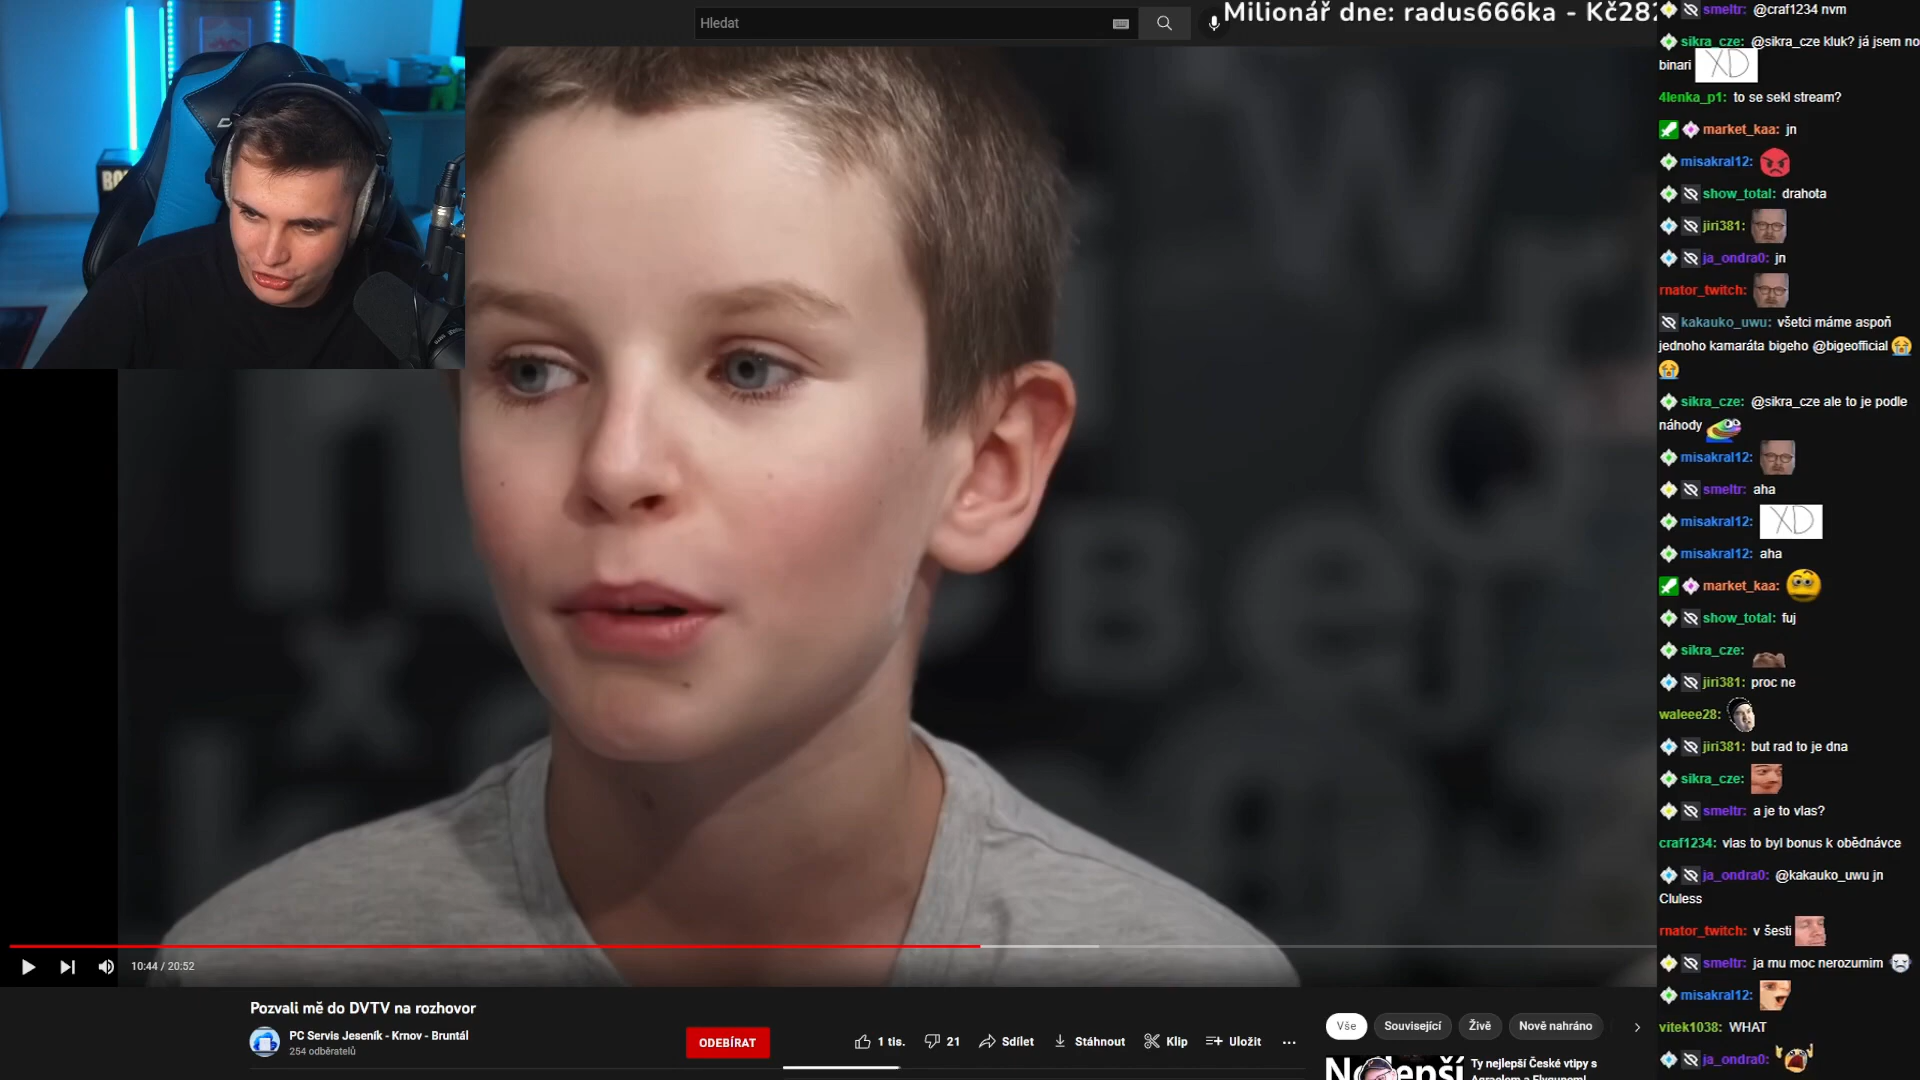 Hledat
Milionář dne: radus666ka - Kč282
BO
10:44 / 20:52
Pozvali mě do DVTV na rozhovor
PC Servis Jeseník - Krnov - Bruntál
254 odběratelů
ODEBÍRAT
1 tis.
21
Sdílet
Stáhnout
Klip
Uložit
Vše
Související
Živě
Nově nahráno
Nejlepší
Ty nejlepší České vtipy s
smeltr: @craf1234 nvm
sikra_cze: @sikra_cze kluk? já jsem no
binari XD
4lenka_p1: to se sekl stream?
market_kaa: jn
misakral12:
show_total: drahota
jiri381:
ja_ondra0: jn
rnator_twitch:
kakauko_uwu: všetci máme aspoň
jednoho kamaráta bigeho @bigeofficial
sikra_cze: @sikra_cze ale to je podle
náhody
misakral12:
smeltr: aha
misakral12: XD
misakral12: aha
market_kaa:
show_total: fuj
sikra_cze:
jiri381: proc ne
waleee28:
jiri381: but rad to je dna
sikra_cze:
smeltr: a je to vlas?
craf1234: vlas to byl bonus k obědnávce
ja_ondra0: @kakauko_uwu jn
Cluless
rnator_twitch: v šesti
smeltr: ja mu moc nerozumim
misakral12:
vitek1038: WHAT
ja_ondra0: